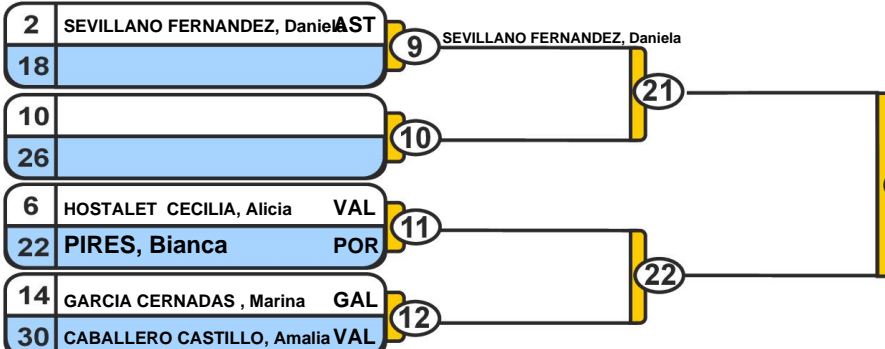 2 SEVILLANO FERNANDEZ, Daniela AST
18
9
SEVILLANO FERNANDEZ, Daniela
21
10
26
10
6 HOSTALET CECILIA, Alicia VAL
22 PIRES, Bianca POR
11
22
14 GARCIA CERNADAS , Marina GAL
30 CABALLERO CASTILLO, Amalia VAL
12